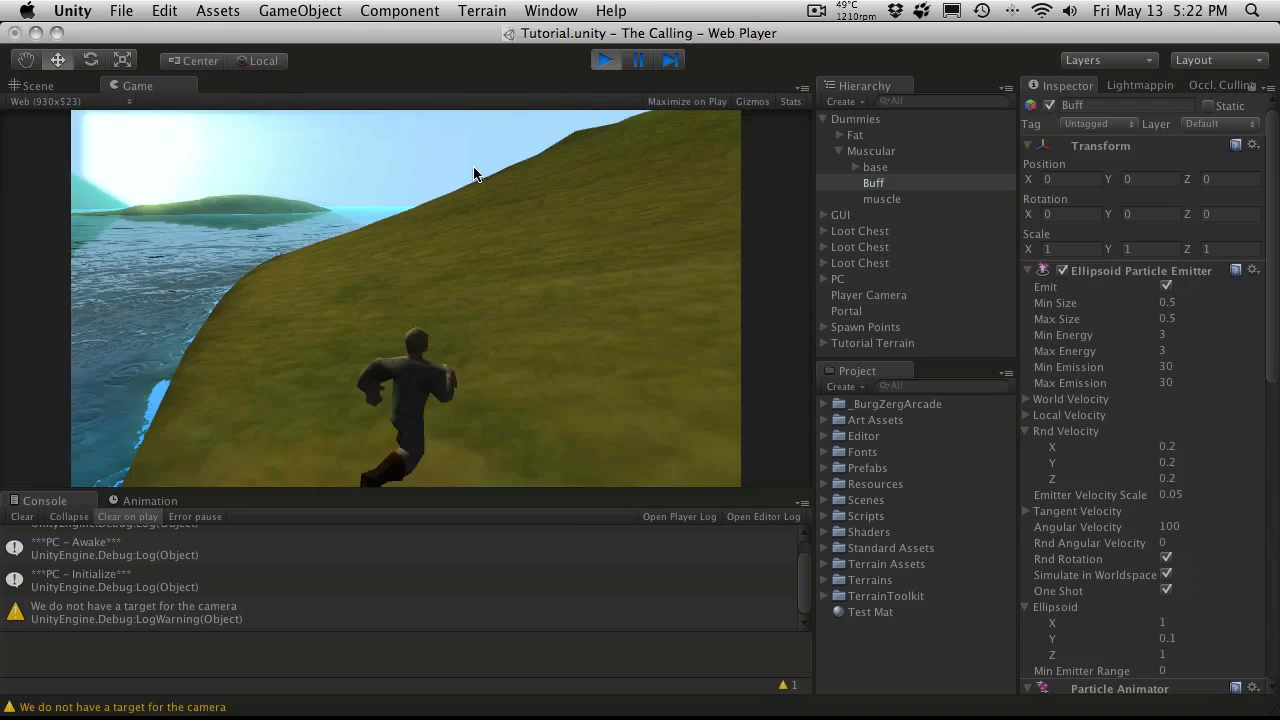 Unity File Edit Assets GameObject Component Terrain Window Help 49°C 1210rpm Fri May 13 5:22 PM
Tutorial.unity - The Calling - Web Player
Center Local Layers Layout
Scene Game
Web (930x523) Maximize on Play Gizmos Stats
Hierarchy
Create All
Dummies
Fat
Muscular
base
Buff
muscle
GUI
Loot Chest
Loot Chest
Loot Chest
PC
Player Camera
Portal
Spawn Points
Tutorial Terrain
Project
Create All
_BurgZergArcade
Art Assets
Editor
Fonts
Prefabs
Resources
Scenes
Scripts
Shaders
Standard Assets
Terrain Assets
Terrains
TerrainToolkit
Test Mat
Inspector Lightmappin Occl. Culling
Buff Static
Tag Untagged Layer Default
Transform
Position
X 0 Y 0 Z 0
Rotation
X 0 Y 0 Z 0
Scale
X 1 Y 1 Z 1
Ellipsoid Particle Emitter
Emit
Min Size 0.5
Max Size 0.5
Min Energy 3
Max Energy 3
Min Emission 30
Max Emission 30
World Velocity
Local Velocity
Rnd Velocity
X 0.2
Y 0.2
Z 0.2
Emitter Velocity Scale 0.05
Tangent Velocity
Angular Velocity 100
Rnd Angular Velocity 0
Rnd Rotation
Simulate in Worldspace
One Shot
Ellipsoid
X 1
Y 0.1
Z 1
Min Emitter Range 0
Particle Animator
Console Animation
Clear Collapse Clear on play Error pause Open Player Log Open Editor Log
UnityEngine.Debug:Log(Object)
***PC - Awake***
UnityEngine.Debug:Log(Object)
***PC - Initialize***
UnityEngine.Debug:Log(Object)
We do not have a target for the camera
UnityEngine.Debug:LogWarning(Object)
1
We do not have a target for the camera